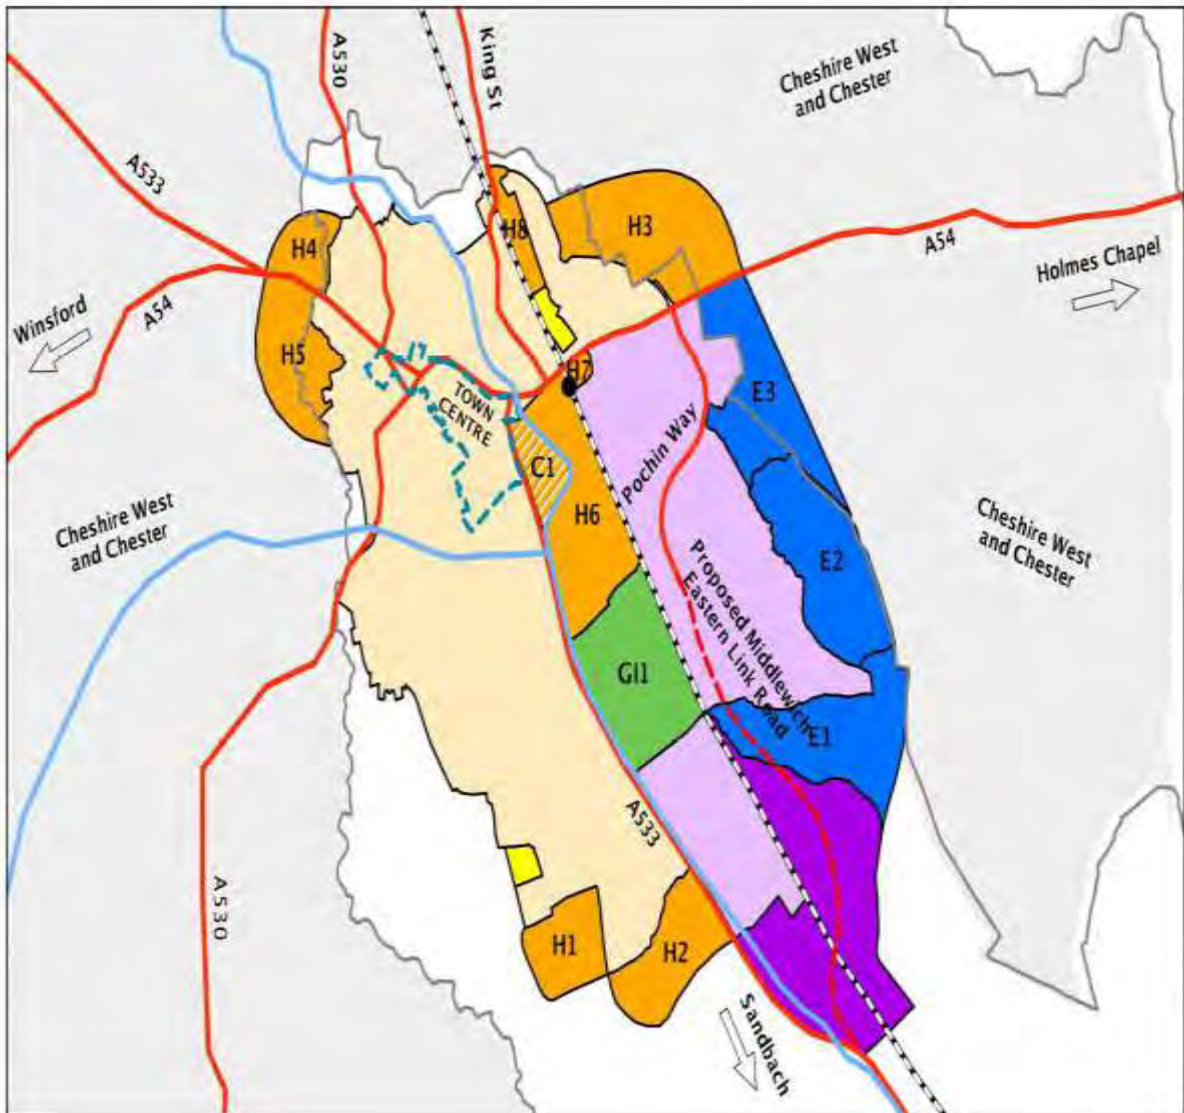 A530
King St
Cheshire West
and Chester
A533
H8
H3
H4
A54
Holmes Chapel
Winsford
A54
H5
H7
E3
TOWN
CENTRE
Pochin Way
C1
H6
Cheshire West
and Chester
Cheshire West
and Chester
E2
Proposed Middlewich
Eastern Link Road
GI1
E1
A533
A530
H1
H2
Sandbach